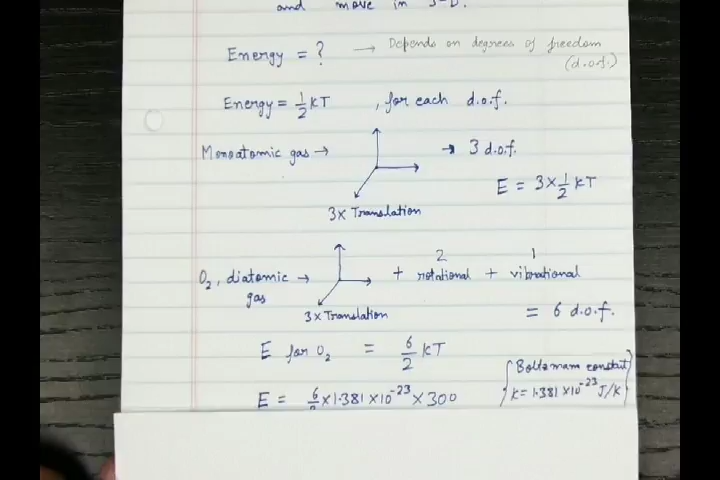 and move in 3-D.
Energy = ? → Depends on degrees of freedom
(d.o.f.)
Energy = 1/2 kT , for each d.o.f.
Monoatomic gas → → 3 d.o.f.
E = 3 × 1/2 kT
3 x Translation
O₂, diatomic gas → + 2 rotational + 1 vibrational
3 x Translation
= 6 d.o.f.
E for O₂ = 6/2 kT
Boltzmann constant
k = 1.381 × 10⁻²³ J/K
E = 6/2 × 1.381 × 10⁻²³ × 300